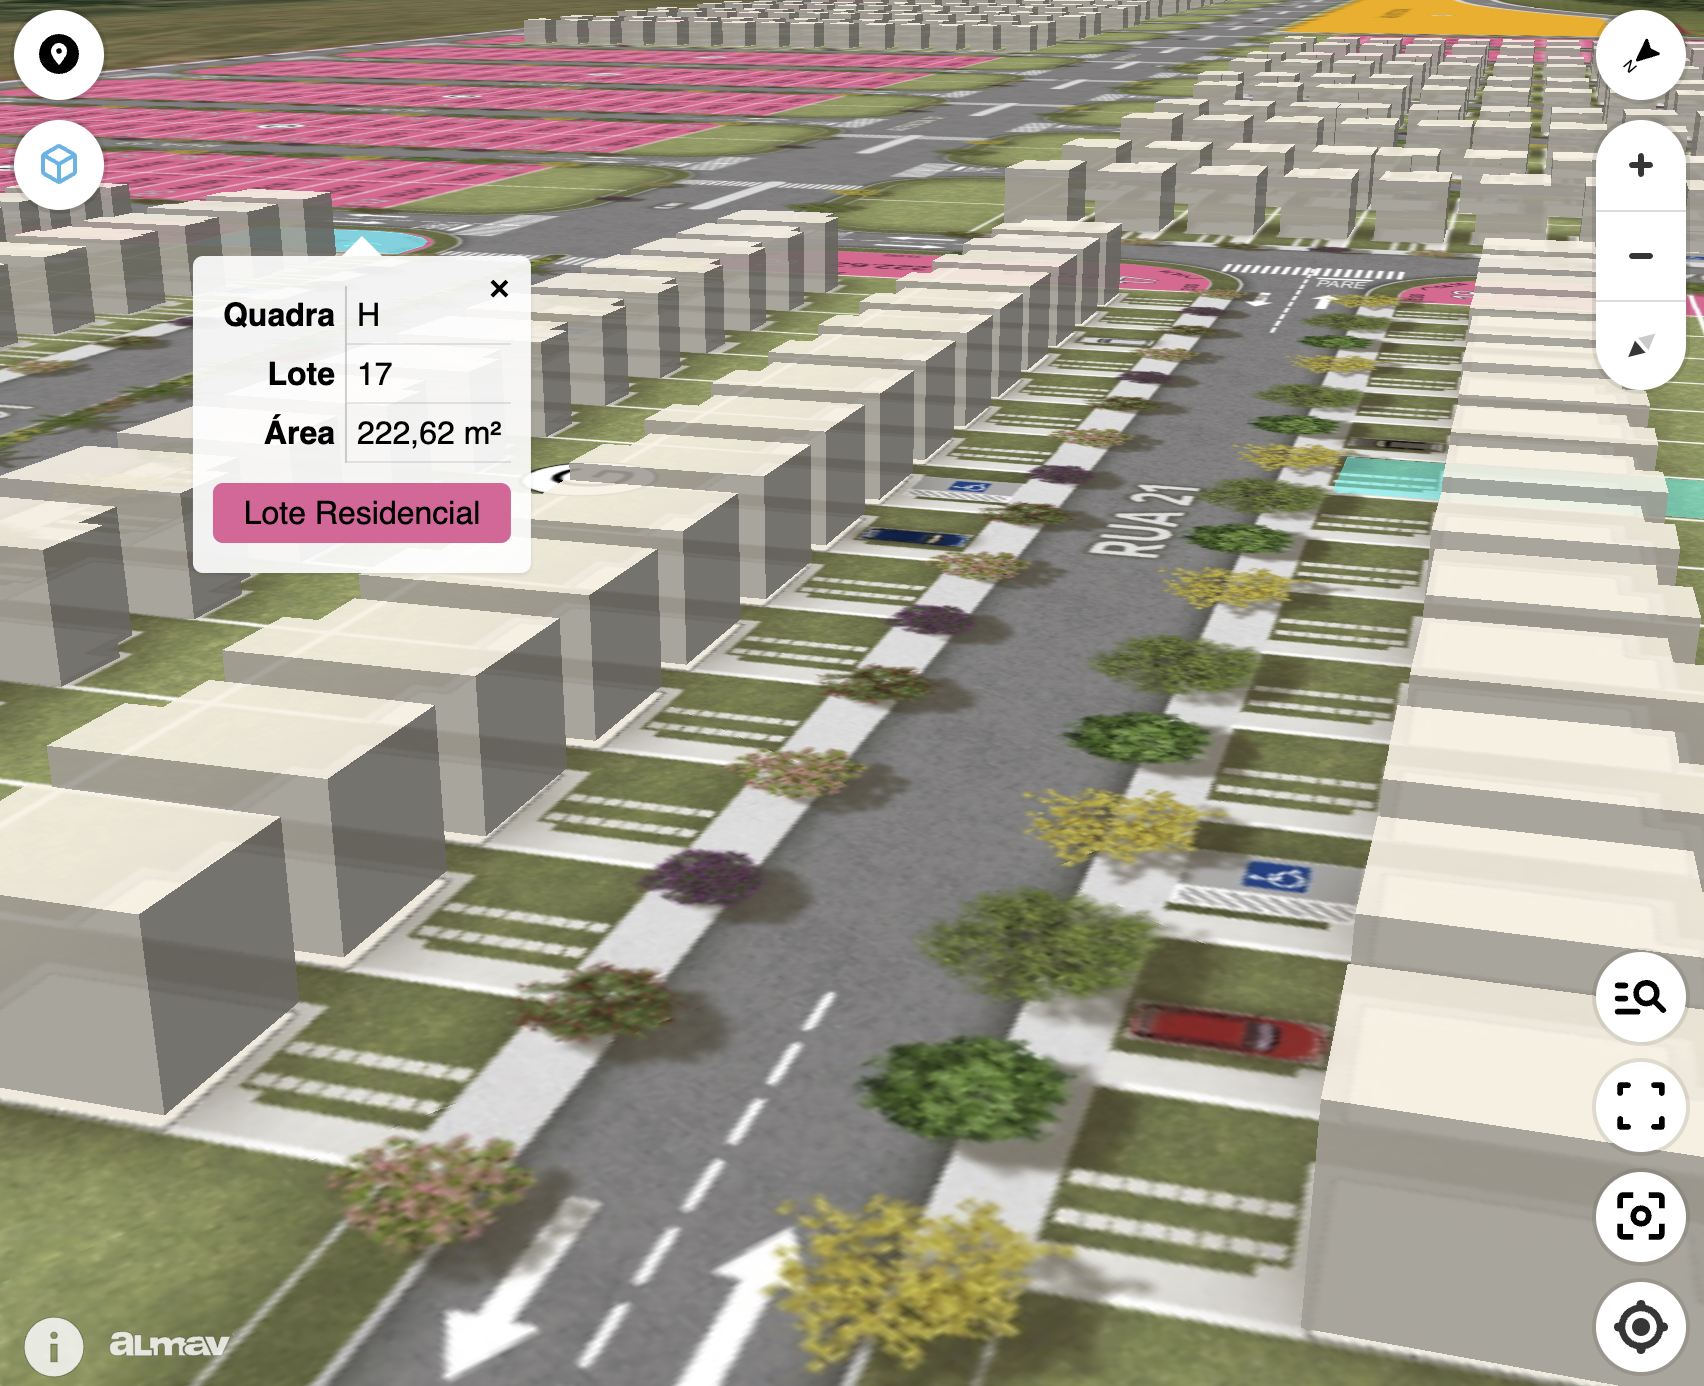 Quadra H
Lote 17
Área 222,62 m²
Lote Residencial
PARE
RUA 21
N
i
aLmav